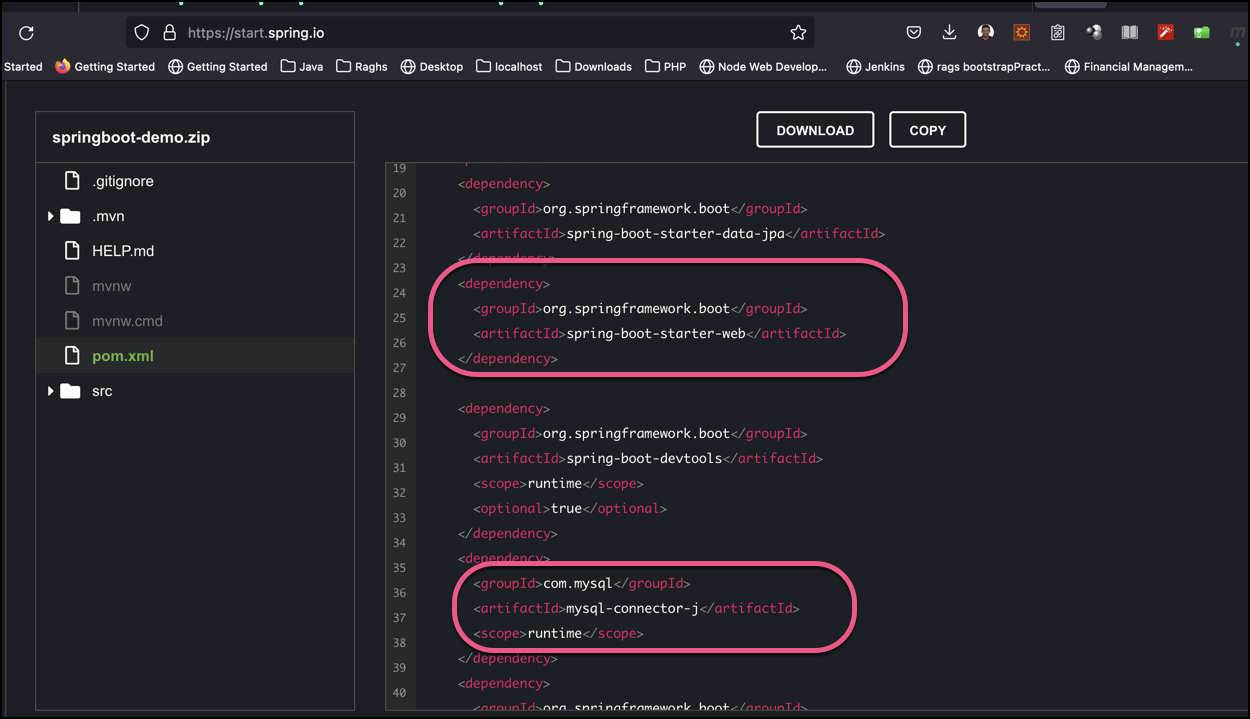 https://start.spring.io
Started
Getting Started
Getting Started
Java
Raghs
Desktop
localhost
Downloads
PHP
Node Web Develop...
Jenkins
rags bootstrapPract...
Financial Managem...
springboot-demo.zip
.gitignore
.mvn
HELP.md
mvnw
mvnw.cmd
pom.xml
src
DOWNLOAD
COPY
19
20 <dependency>
21 <groupId>org.springframework.boot</groupId>
22 <artifactId>spring-boot-starter-data-jpa</artifactId>
23 </dependency>
24 <dependency>
25 <groupId>org.springframework.boot</groupId>
26 <artifactId>spring-boot-starter-web</artifactId>
27 </dependency>
28
29 <dependency>
30 <groupId>org.springframework.boot</groupId>
31 <artifactId>spring-boot-devtools</artifactId>
32 <scope>runtime</scope>
33 <optional>true</optional>
34 </dependency>
35 <dependency>
36 <groupId>com.mysql</groupId>
37 <artifactId>mysql-connector-j</artifactId>
38 <scope>runtime</scope>
39 </dependency>
40 <dependency>
<groupId>org.springframework.boot</groupId>